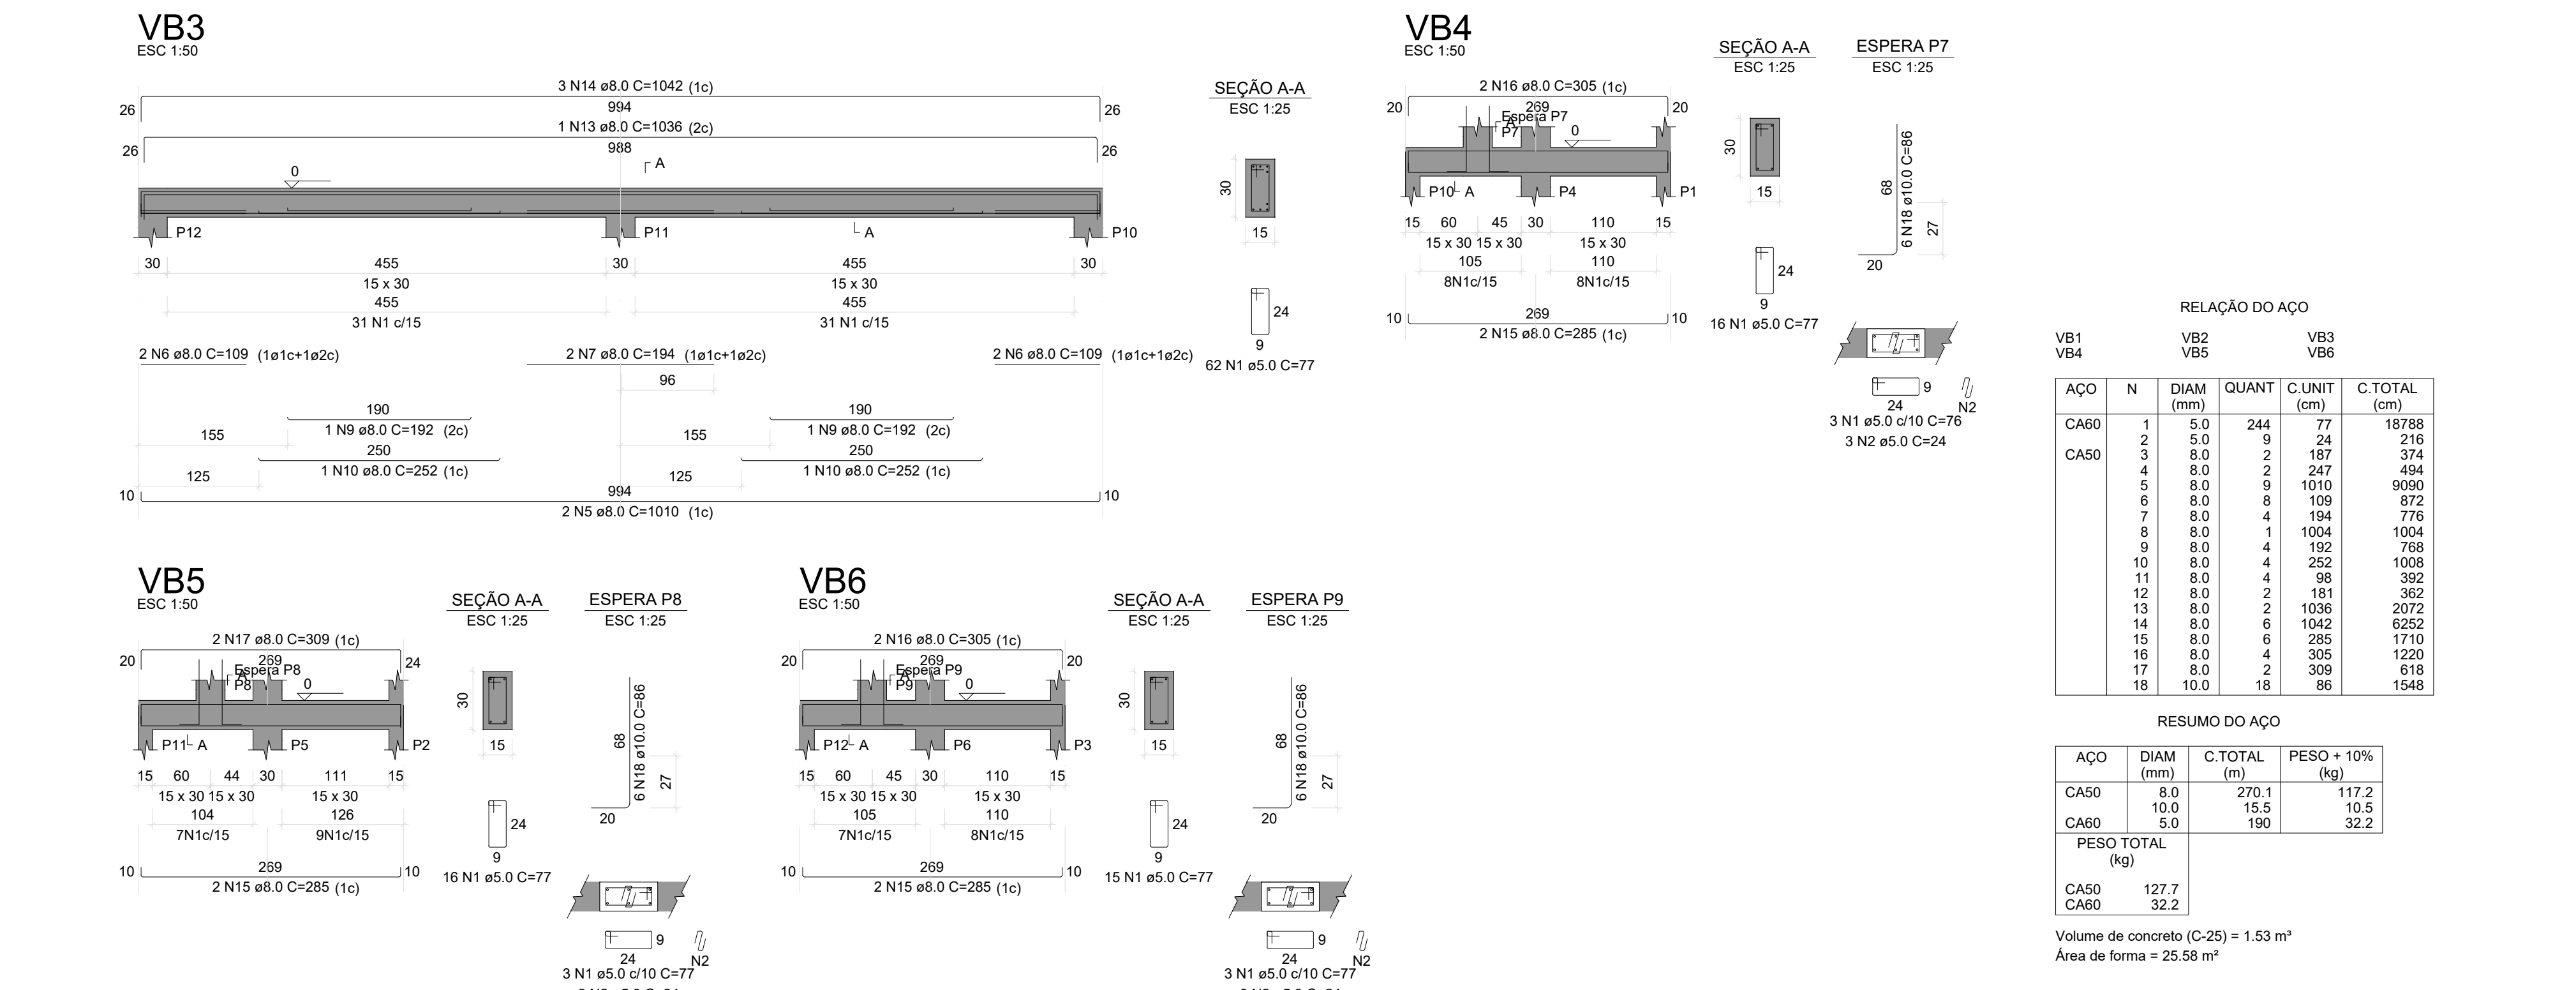 VB3
ESC 1:50
3 N14 ø8.0 C=1042 (1c)
26 994 26
1 N13 ø8.0 C=1036 (2c)
26 988 26
A
0
P12 P11 A P10
30 455 30 455 30
15 x 30 15 x 30
455 455
31 N1 c/15 31 N1 c/15
2 N6 ø8.0 C=109 (1ø1c+1ø2c) 2 N7 ø8.0 C=194 (1ø1c+1ø2c) 2 N6 ø8.0 C=109 (1ø1c+1ø2c)
96
190 190
1 N9 ø8.0 C=192 (2c) 1 N9 ø8.0 C=192 (2c)
155 155
250 250
1 N10 ø8.0 C=252 (1c) 1 N10 ø8.0 C=252 (1c)
125 125
10 994 10
2 N5 ø8.0 C=1010 (1c)
SEÇÃO A-A
ESC 1:25
30
15
24
9
62 N1 ø5.0 C=77
VB4
ESC 1:50
2 N16 ø8.0 C=305 (1c)
20 269 20
Espera P7
A
P7
0
P10 A P4 P1
15 60 45 30 110 15
15 x 30 15 x 30 15 x 30
105 110
8N1c/15 8N1c/15
10 269 10
2 N15 ø8.0 C=285 (1c)
SEÇÃO A-A
ESC 1:25
30
15
24
9
16 N1 ø5.0 C=77
ESPERA P7
ESC 1:25
68
6 N18 ø10.0 C=86
27
20
9
24 N2
3 N1 ø5.0 c/10 C=76
3 N2 ø5.0 C=24
VB5
ESC 1:50
2 N17 ø8.0 C=309 (1c)
20 269 24
Espera P8
A
P8
0
P11 A P5 P2
15 60 44 30 111 15
15 x 30 15 x 30 15 x 30
104 126
7N1c/15 9N1c/15
10 269 10
2 N15 ø8.0 C=285 (1c)
SEÇÃO A-A
ESC 1:25
30
15
24
9
16 N1 ø5.0 C=77
ESPERA P8
ESC 1:25
68
6 N18 ø10.0 C=86
27
20
9
24 N2
3 N1 ø5.0 c/10 C=77
VB6
ESC 1:50
2 N16 ø8.0 C=305 (1c)
20 269 20
Espera P9
A
P9
0
P12 A P6 P3
15 60 45 30 110 15
15 x 30 15 x 30 15 x 30
105 110
7N1c/15 8N1c/15
10 269 10
2 N15 ø8.0 C=285 (1c)
SEÇÃO A-A
ESC 1:25
30
15
24
9
15 N1 ø5.0 C=77
ESPERA P9
ESC 1:25
68
6 N18 ø10.0 C=86
27
20
9
24 N2
3 N1 ø5.0 c/10 C=77
RELAÇÃO DO AÇO
VB1 VB2 VB3
VB4 VB5 VB6
AÇO N DIAM QUANT C.UNIT C.TOTAL
(mm) (cm) (cm)
CA60 1 5.0 244 77 18788
2 5.0 9 24 216
CA50 3 8.0 2 187 374
4 8.0 2 247 494
5 8.0 9 1010 9090
6 8.0 8 109 872
7 8.0 4 194 776
8 8.0 1 1004 1004
9 8.0 4 192 768
10 8.0 4 252 1008
11 8.0 4 98 392
12 8.0 2 181 362
13 8.0 2 1036 2072
14 8.0 6 1042 6252
15 8.0 6 285 1710
16 8.0 4 305 1220
17 8.0 2 309 618
18 10.0 18 86 1548
RESUMO DO AÇO
AÇO DIAM C.TOTAL PESO + 10%
(mm) (m) (kg)
CA50 8.0 270.1 117.2
10.0 15.5 10.5
CA60 5.0 190 32.2
PESO TOTAL
(kg)
CA50 127.7
CA60 32.2
Volume de concreto (C-25) = 1.53 m³
Área de forma = 25.58 m²